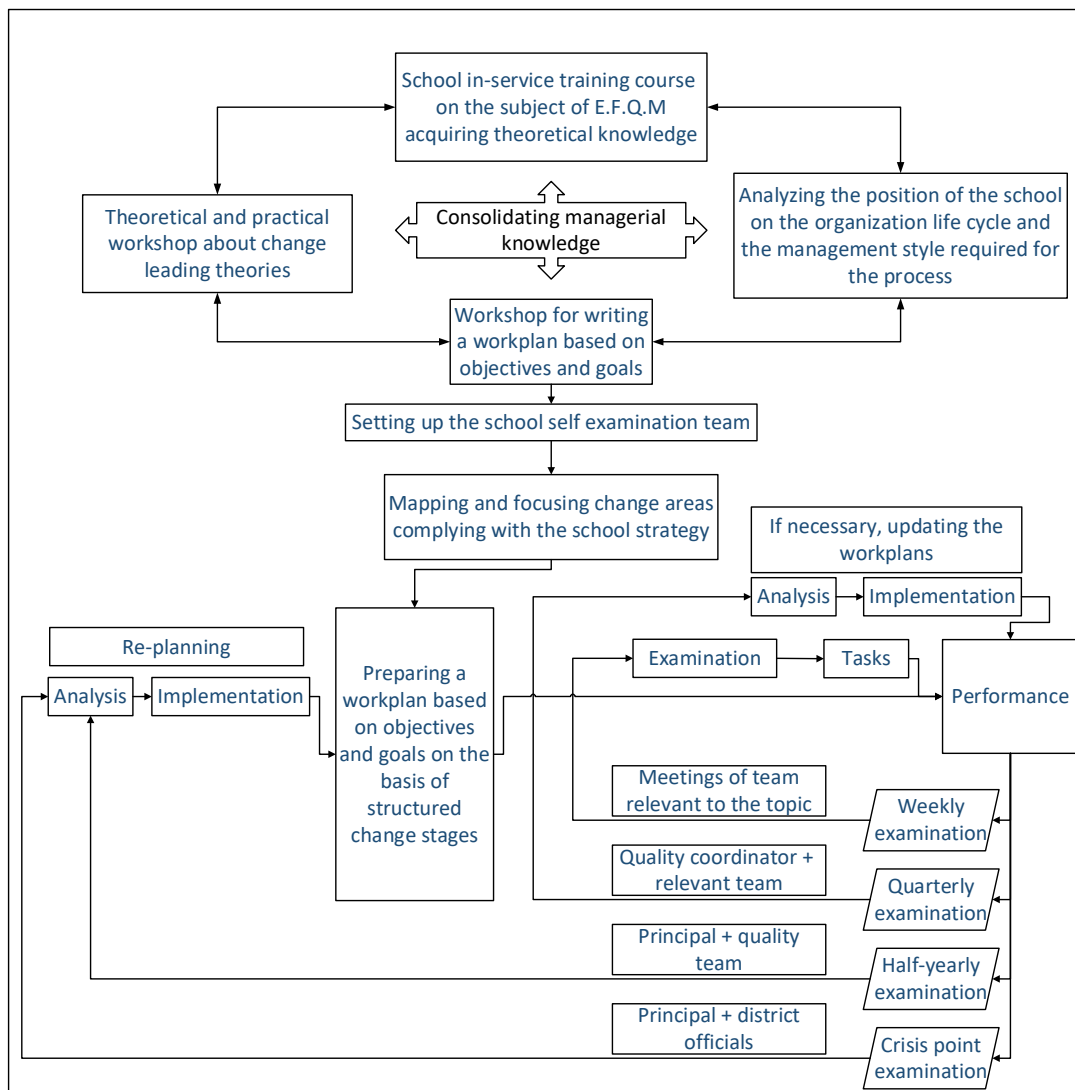 School in-service training course
on the subject of E.F.Q.M
acquiring theoretical knowledge
Theoretical and practical
workshop about change
leading theories
Consolidating managerial
knowledge
Analyzing the position of the school
on the organization life cycle and
the management style required for
the process
Workshop for writing
a workplan based on
objectives and goals
Setting up the school self examination team
Mapping and focusing change areas
complying with the school strategy
If necessary, updating the
workplans
Analysis
Implementation
Re-planning
Analysis
Implementation
Preparing a
workplan based
on objectives
and goals on the
basis of
structured
change stages
Examination
Tasks
Performance
Meetings of team
relevant to the topic
Weekly
examination
Quality coordinator +
relevant team
Quarterly
examination
Principal + quality
team
Half-yearly
examination
Principal + district
officials
Crisis point
examination